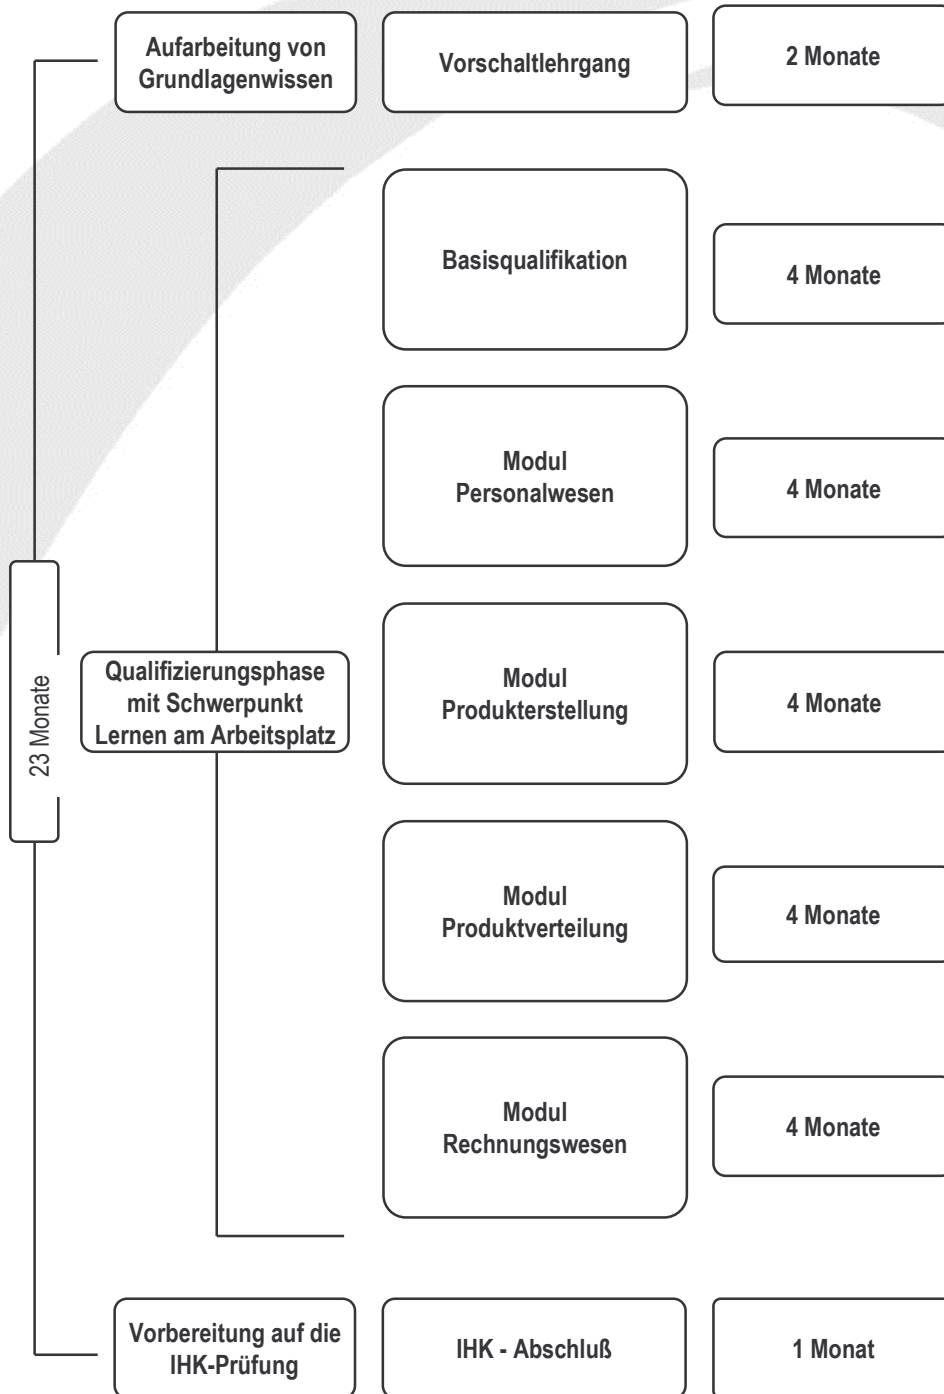 Aufarbeitung von
Grundlagenwissen
Vorschaltlehrgang
2 Monate
Basisqualifikation
4 Monate
Modul
Personalwesen
4 Monate
23 Monate
Qualifizierungsphase
mit Schwerpunkt
Lernen am Arbeitsplatz
Modul
Produkterstellung
4 Monate
Modul
Produktverteilung
4 Monate
Modul
Rechnungswesen
4 Monate
Vorbereitung auf die
IHK-Prüfung
IHK - Abschluß
1 Monat